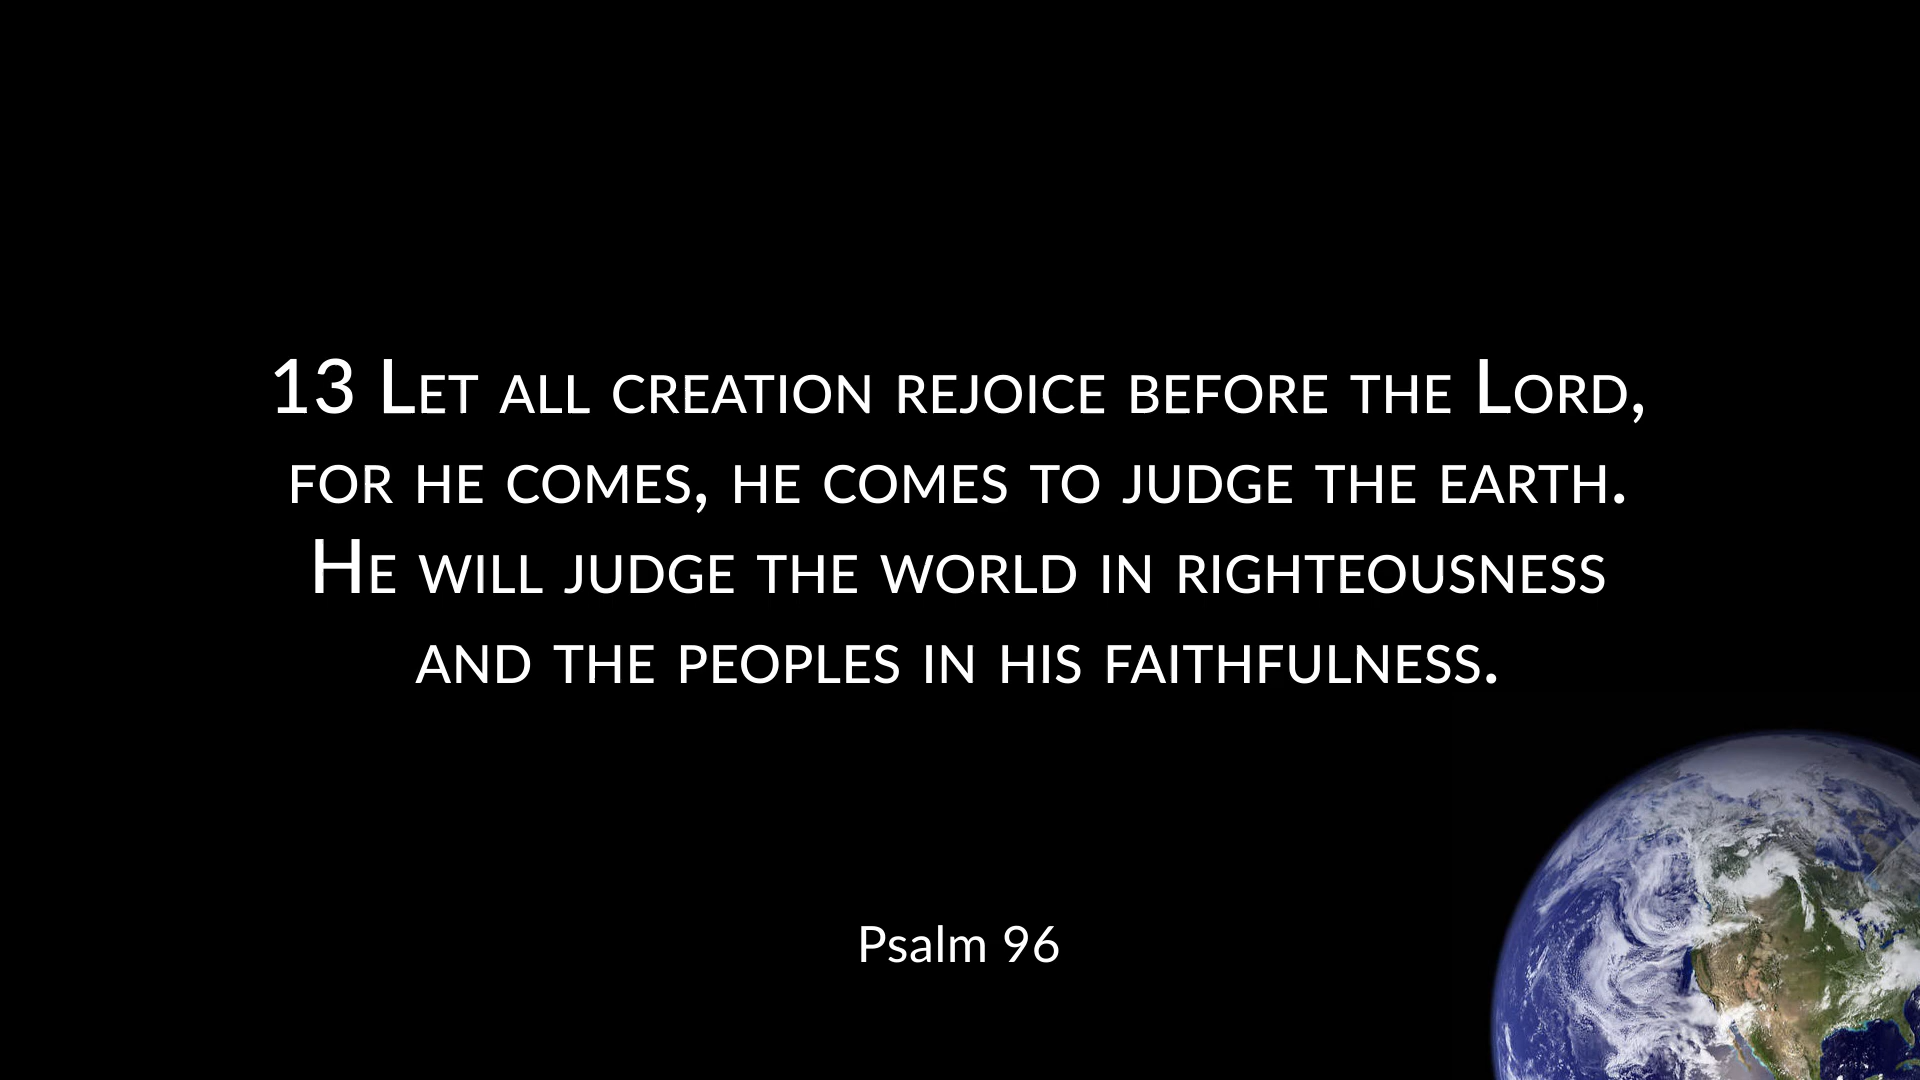 13 Let all creation rejoice before the Lord,
for he comes, he comes to judge the earth.
He will judge the world in righteousness
and the peoples in his faithfulness.
Psalm 96